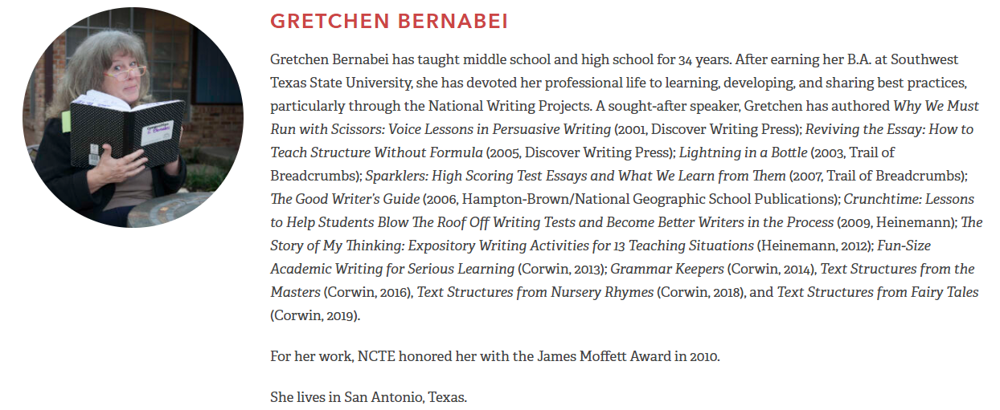 GRETCHEN BERNABEI
Gretchen Bernabei has taught middle school and high school for 34 years. After earning her B.A. at Southwest
Texas State University, she has devoted her professional life to learning, developing, and sharing best practices,
particularly through the National Writing Projects. A sought-after speaker, Gretchen has authored Why We Must
Run with Scissors: Voice Lessons in Persuasive Writing (2001, Discover Writing Press); Reviving the Essay: How to
Teach Structure Without Formula (2005, Discover Writing Press); Lightning in a Bottle (2003, Trail of
Breadcrumbs); Sparklers: High Scoring Test Essays and What We Learn from Them (2007, Trail of Breadcrumbs);
The Good Writer's Guide (2006, Hampton-Brown/National Geographic School Publications); Crunchtime: Lessons
to Help Students Blow The Roof Off Writing Tests and Become Better Writers in the Process (2009, Heinemann); The
Story of My Thinking: Expository Writing Activities for 13 Teaching Situations (Heinemann, 2012); Fun-Size
Academic Writing for Serious Learning (Corwin, 2013); Grammar Keepers (Corwin, 2014), Text Structures from the
Masters (Corwin, 2016), Text Structures from Nursery Rhymes (Corwin, 2018), and Text Structures from Fairy Tales
(Corwin, 2019).
For her work, NCTE honored her with the James Moffett Award in 2010.
She lives in San Antonio, Texas.